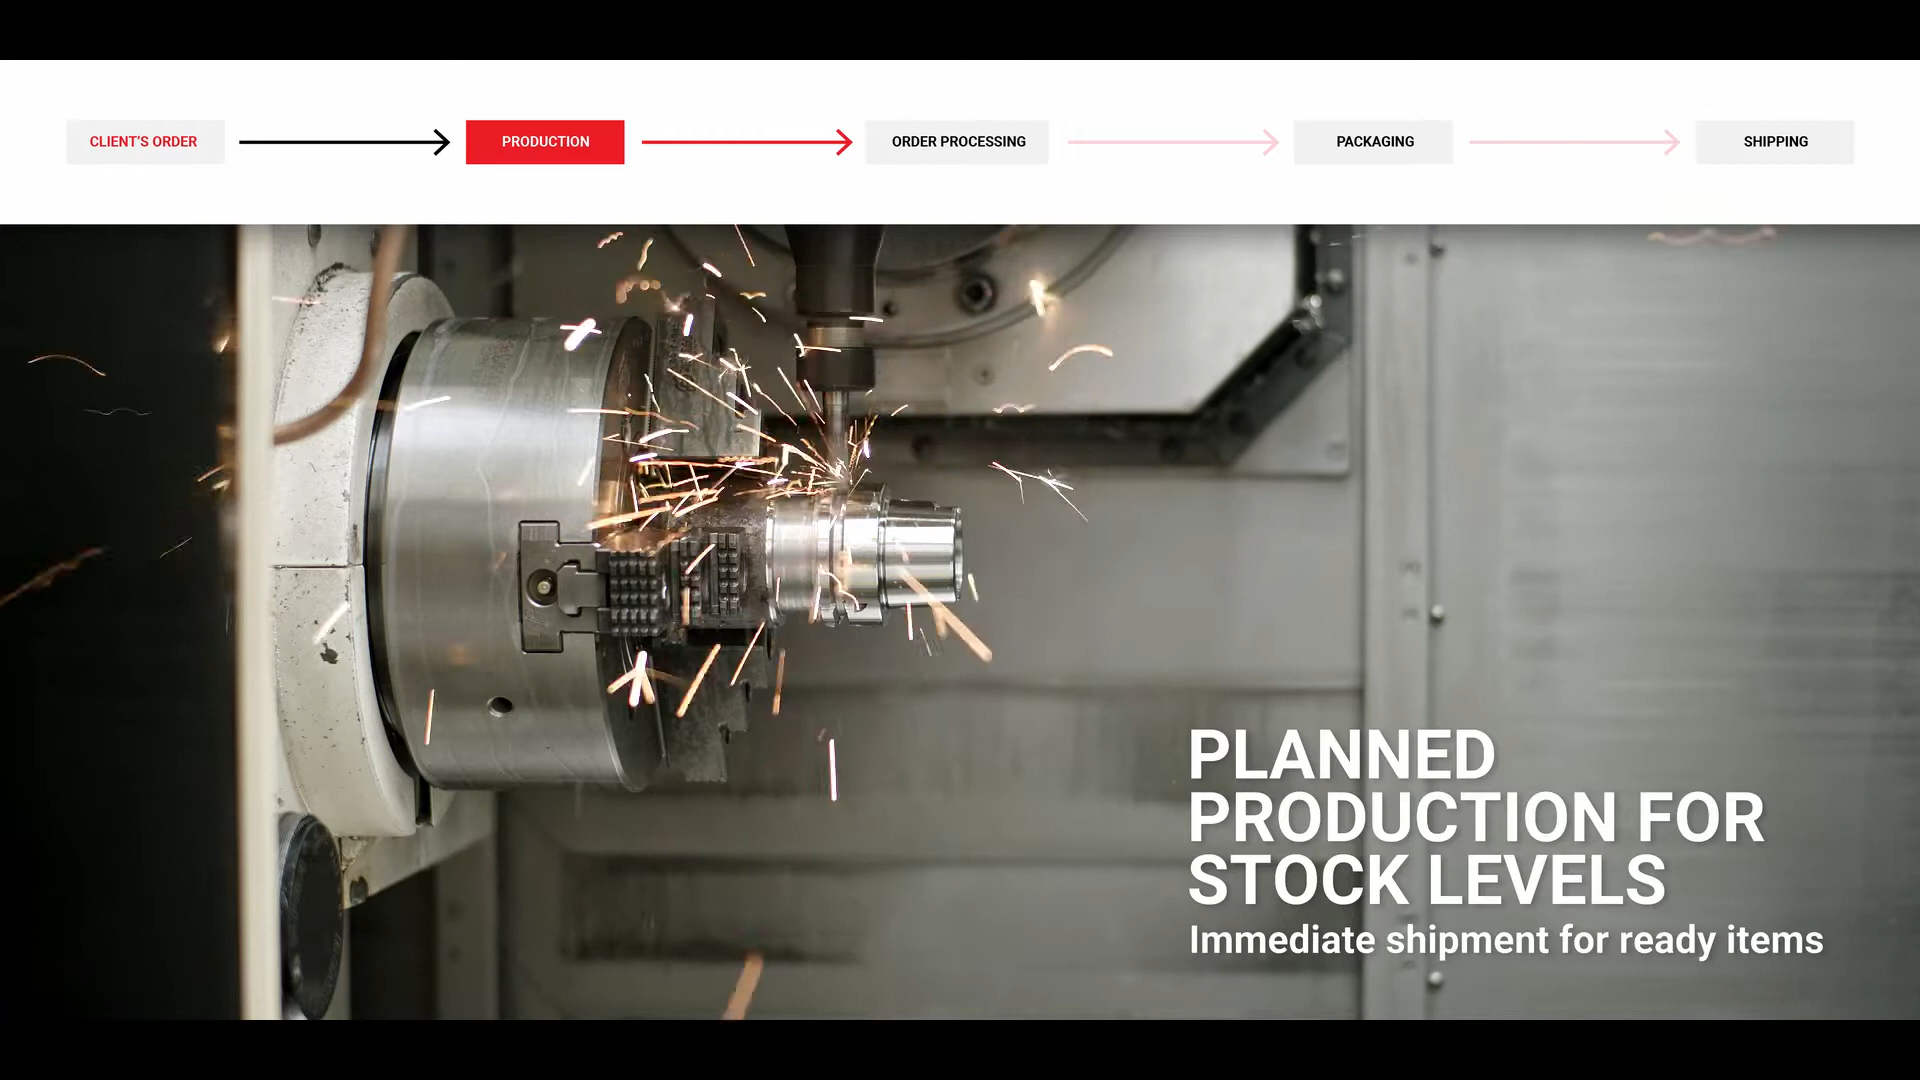 CLIENT'S ORDER
PRODUCTION
ORDER PROCESSING
PACKAGING
SHIPPING
PLANNED
PRODUCTION FOR
STOCK LEVELS
Immediate shipment for ready items